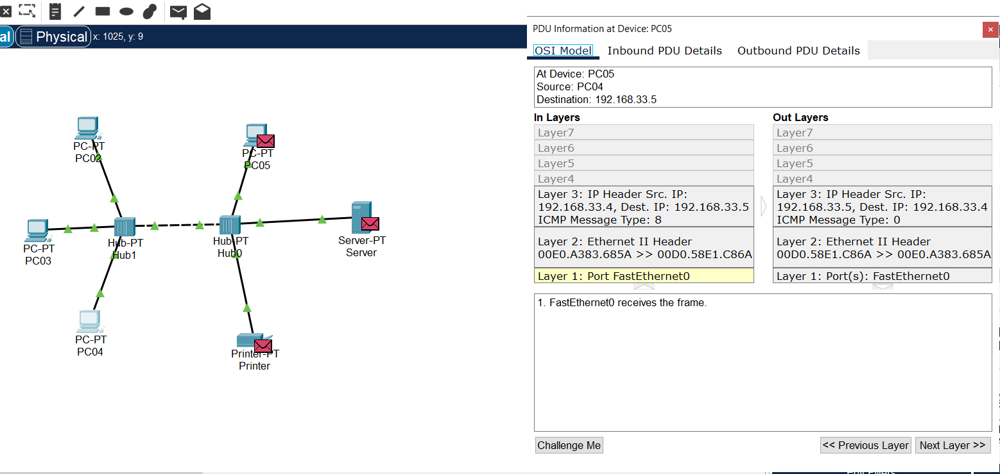 al
Physical
x: 1025, y: 9
PC-PT
PC02
PC-PT
PC03
Hub-PT
Hub1
PC-PT
PC04
PC-PT
PC05
Hub-PT
Hub0
Server-PT
Server
Printer-PT
Printer
PDU Information at Device: PC05
OSI Model
Inbound PDU Details
Outbound PDU Details
At Device: PC05
Source: PC04
Destination: 192.168.33.5
In Layers
Layer7
Layer6
Layer5
Layer4
Layer 3: IP Header Src. IP:
192.168.33.4, Dest. IP: 192.168.33.5
ICMP Message Type: 8
Layer 2: Ethernet II Header
00E0.A383.685A >> 00D0.58E1.C86A
Layer 1: Port FastEthernet0
Out Layers
Layer7
Layer6
Layer5
Layer4
Layer 3: IP Header Src. IP:
192.168.33.5, Dest. IP: 192.168.33.4
ICMP Message Type: 0
Layer 2: Ethernet II Header
00D0.58E1.C86A >> 00E0.A383.685A
Layer 1: Port(s): FastEthernet0
1. FastEthernet0 receives the frame.
Challenge Me
<< Previous Layer
Next Layer >>